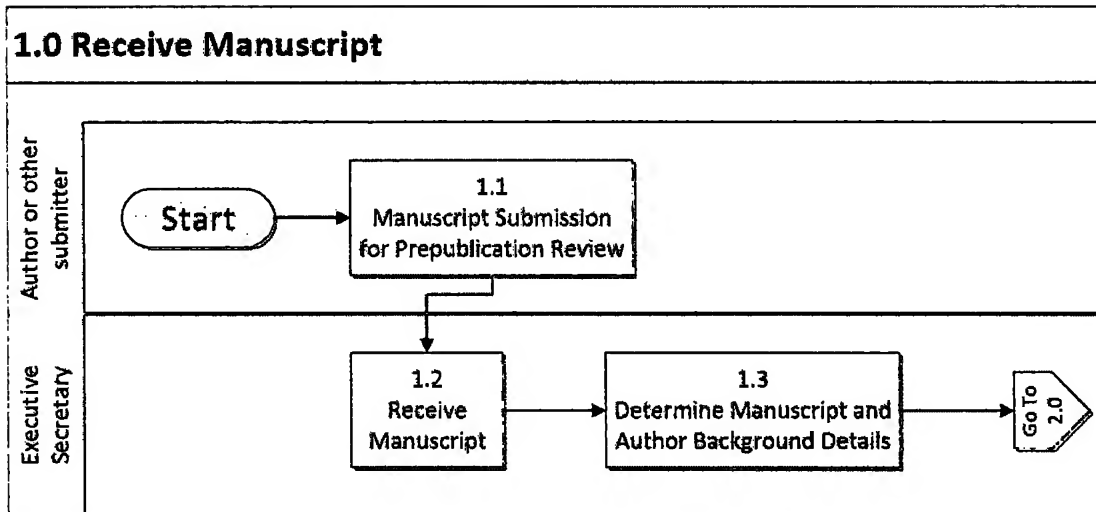 1.0 Receive Manuscript
Author or other
submitter
Start
1.1
Manuscript Submission
for Prepublication Review
Executive
Secretary
1.2
Receive
Manuscript
1.3
Determine Manuscript and
Author Background Details
Go To
2.0